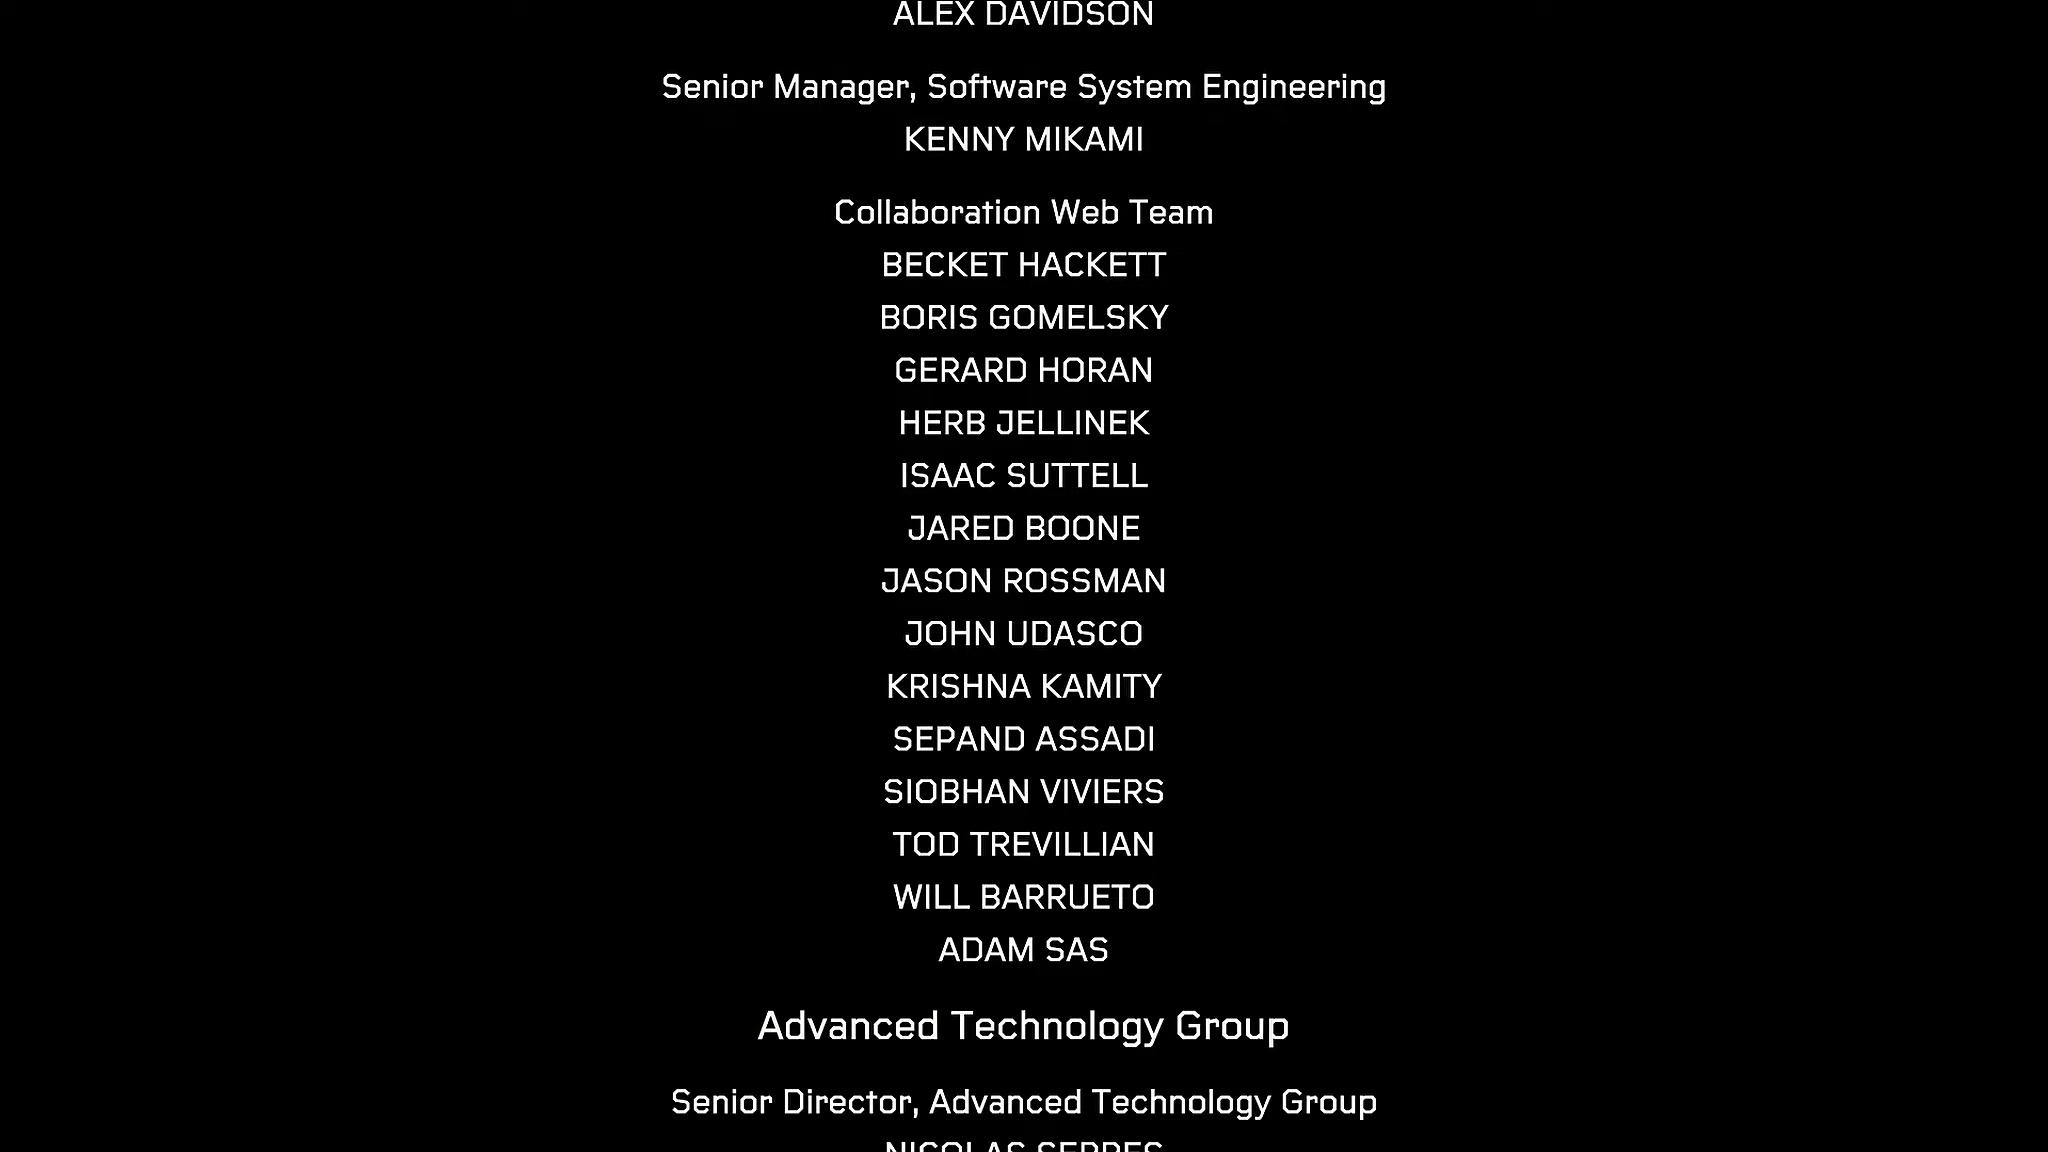 ALEX DAVIDSON
Senior Manager, Software System Engineering
KENNY MIKAMI
Collaboration Web Team
BECKET HACKETT
BORIS GOMELSKY
GERARD HORAN
HERB JELLINEK
ISAAC SUTTELL
JARED BOONE
JASON ROSSMAN
JOHN UDASCO
KRISHNA KAMITY
SEPAND ASSADI
SIOBHAN VIVIERS
TOD TREVILLIAN
WILL BARRUETO
ADAM SAS
Advanced Technology Group
Senior Director, Advanced Technology Group
NICOLAS